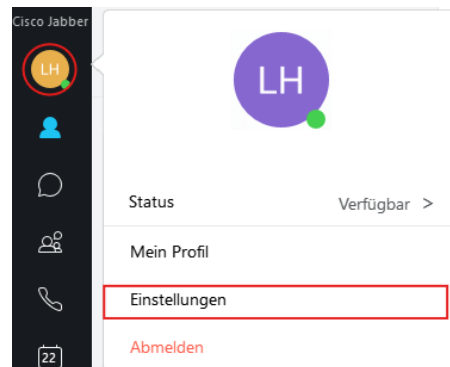 Cisco Jabber
LH
LH
Status Verfügbar >
Mein Profil
Einstellungen
Abmelden
22